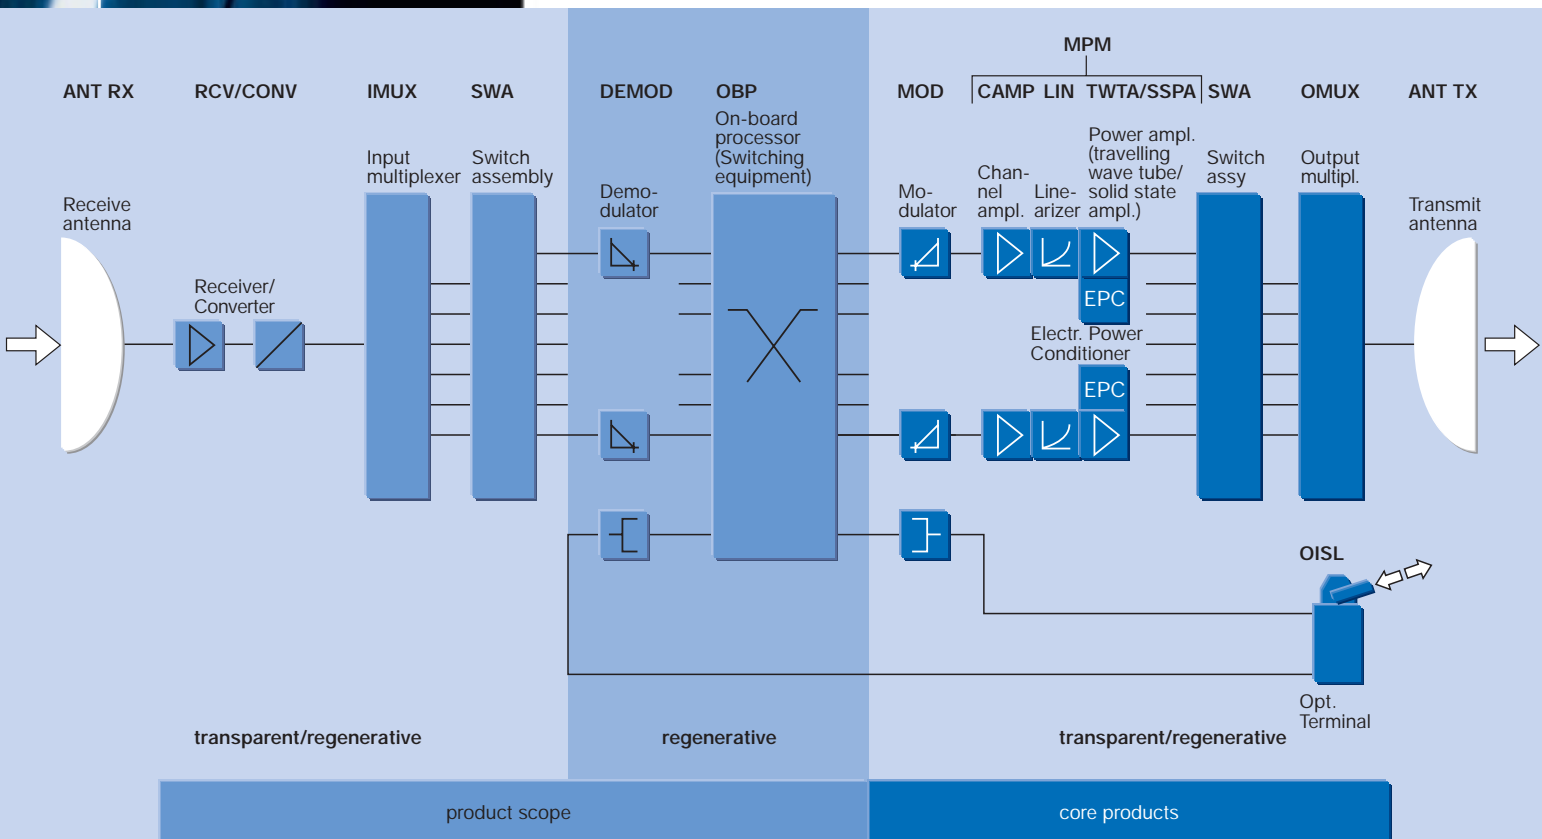 MPM
ANT RX RCV/CONV IMUX SWA DEMOD OBP MOD CAMP LIN TWTA/SSPA SWA OMUX ANT TX
Receive
antenna
Receiver/
Converter
Input
multiplexer
Switch
assembly
Demo-
dulator
On-board
processor
(Switching
equipment)
Mo-
dulator
Chan-
nel
ampl.
Line-
arizer
Power ampl.
(travelling
wave tube/
solid state
ampl.)
EPC
Electr. Power
Conditioner
EPC
Switch
assy
Output
multipl.
Transmit
antenna
OISL
Opt.
Terminal
transparent/regenerative regenerative transparent/regenerative
product scope core products